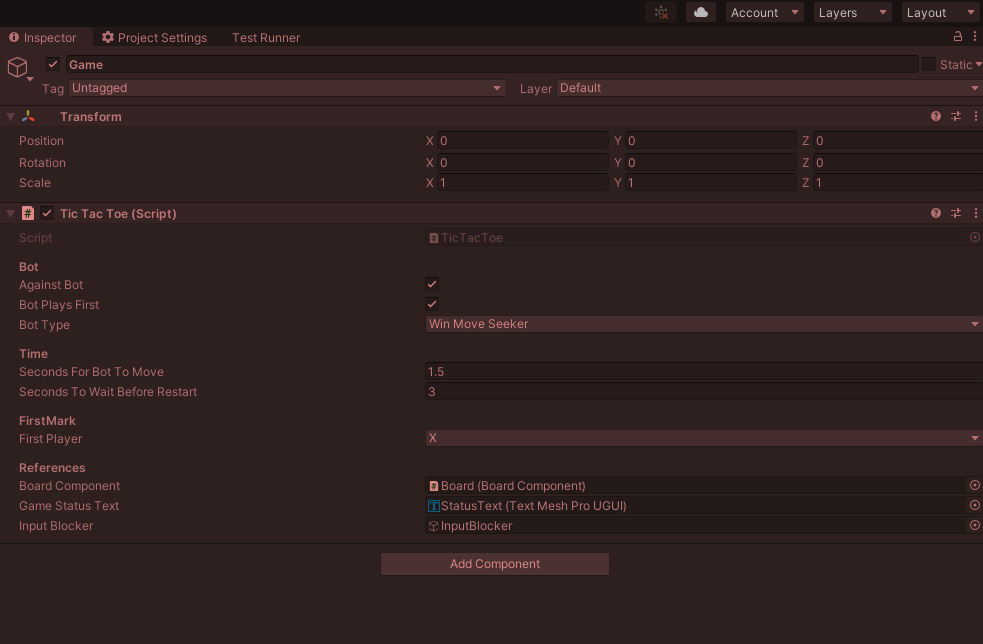 Account Layers Layout
Inspector Project Settings Test Runner
Game Static
Tag Untagged Layer Default
Transform
Position X 0 Y 0 Z 0
Rotation X 0 Y 0 Z 0
Scale X 1 Y 1 Z 1
# Tic Tac Toe (Script)
Script # TicTacToe
Bot
Against Bot
Bot Plays First
Bot Type Win Move Seeker
Time
Seconds For Bot To Move 1.5
Seconds To Wait Before Restart 3
FirstMark
First Player X
References
Board Component # Board (Board Component)
Game Status Text T StatusText (Text Mesh Pro UGUI)
Input Blocker InputBlocker
Add Component